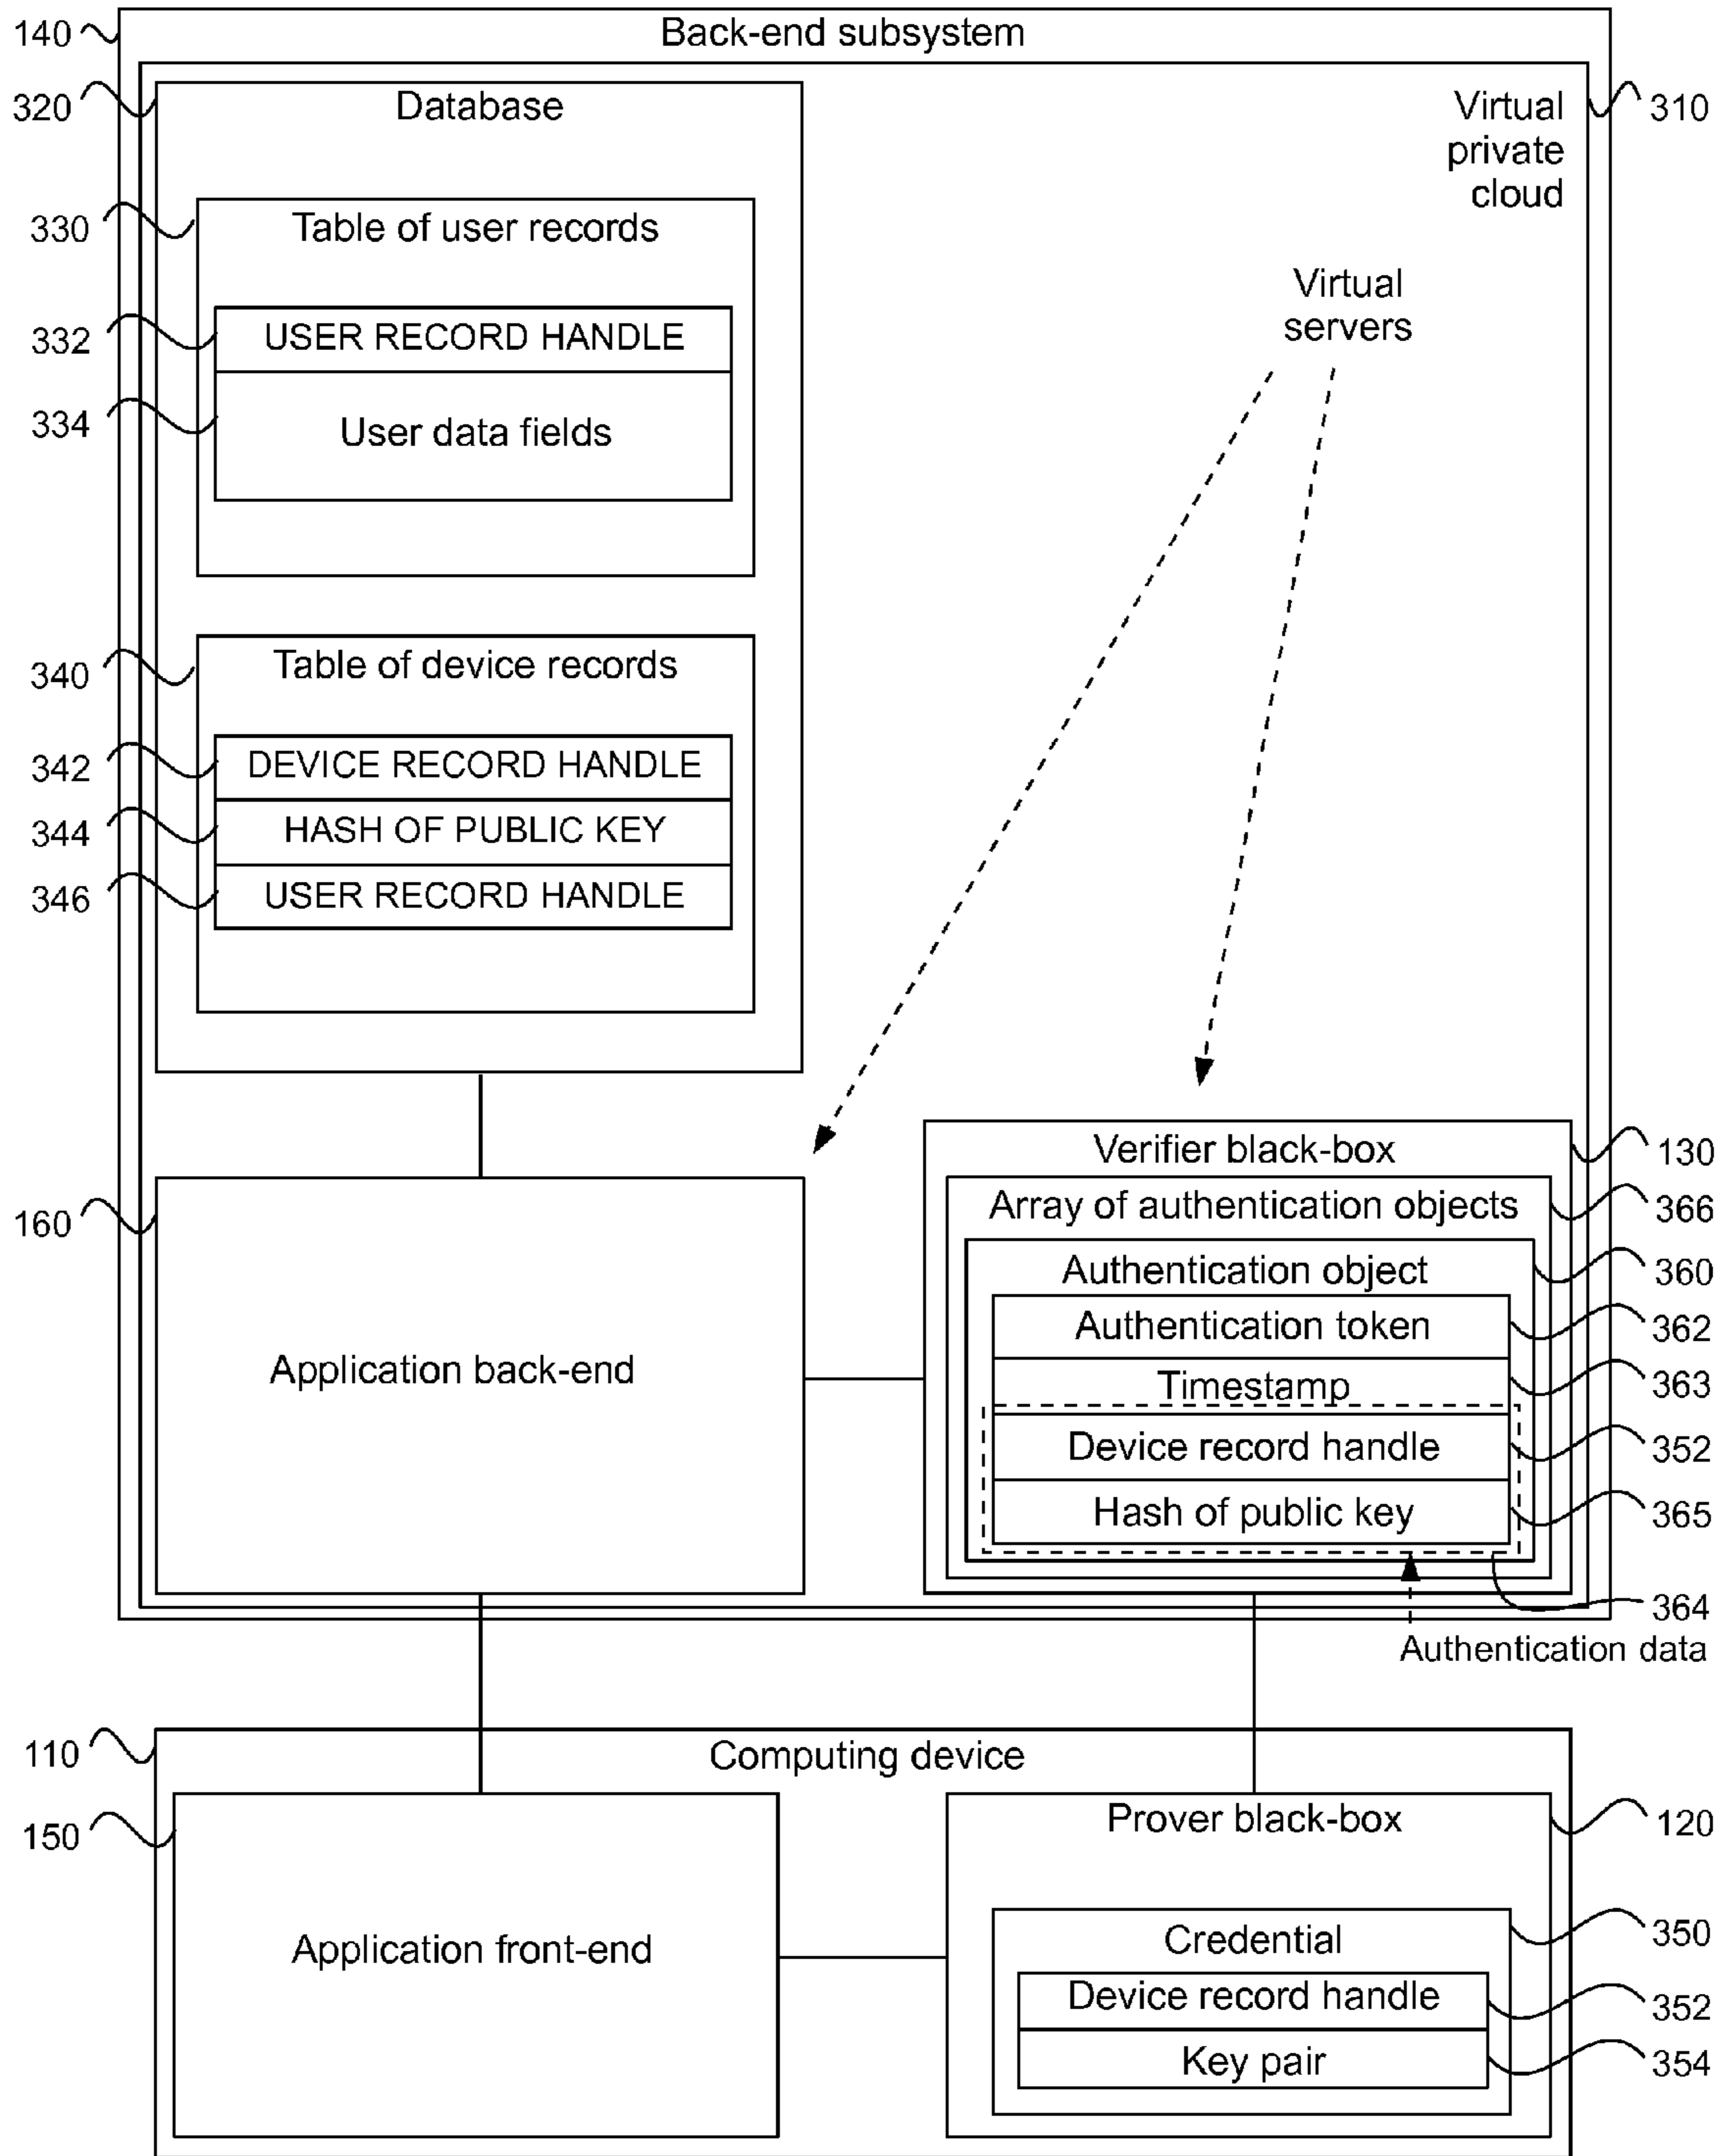 140
Back-end subsystem
320
Database
Virtual
private
cloud
310
330
Table of user records
Virtual
servers
332
USER RECORD HANDLE
334
User data fields
340
Table of device records
342
DEVICE RECORD HANDLE
344
HASH OF PUBLIC KEY
346
USER RECORD HANDLE
Verifier black-box
130
160
Array of authentication objects
366
Authentication object
360
Authentication token
362
Application back-end
Timestamp
363
Device record handle
352
Hash of public key
365
364
Authentication data
110
Computing device
150
Prover black-box
120
Application front-end
Credential
350
Device record handle
352
Key pair
354